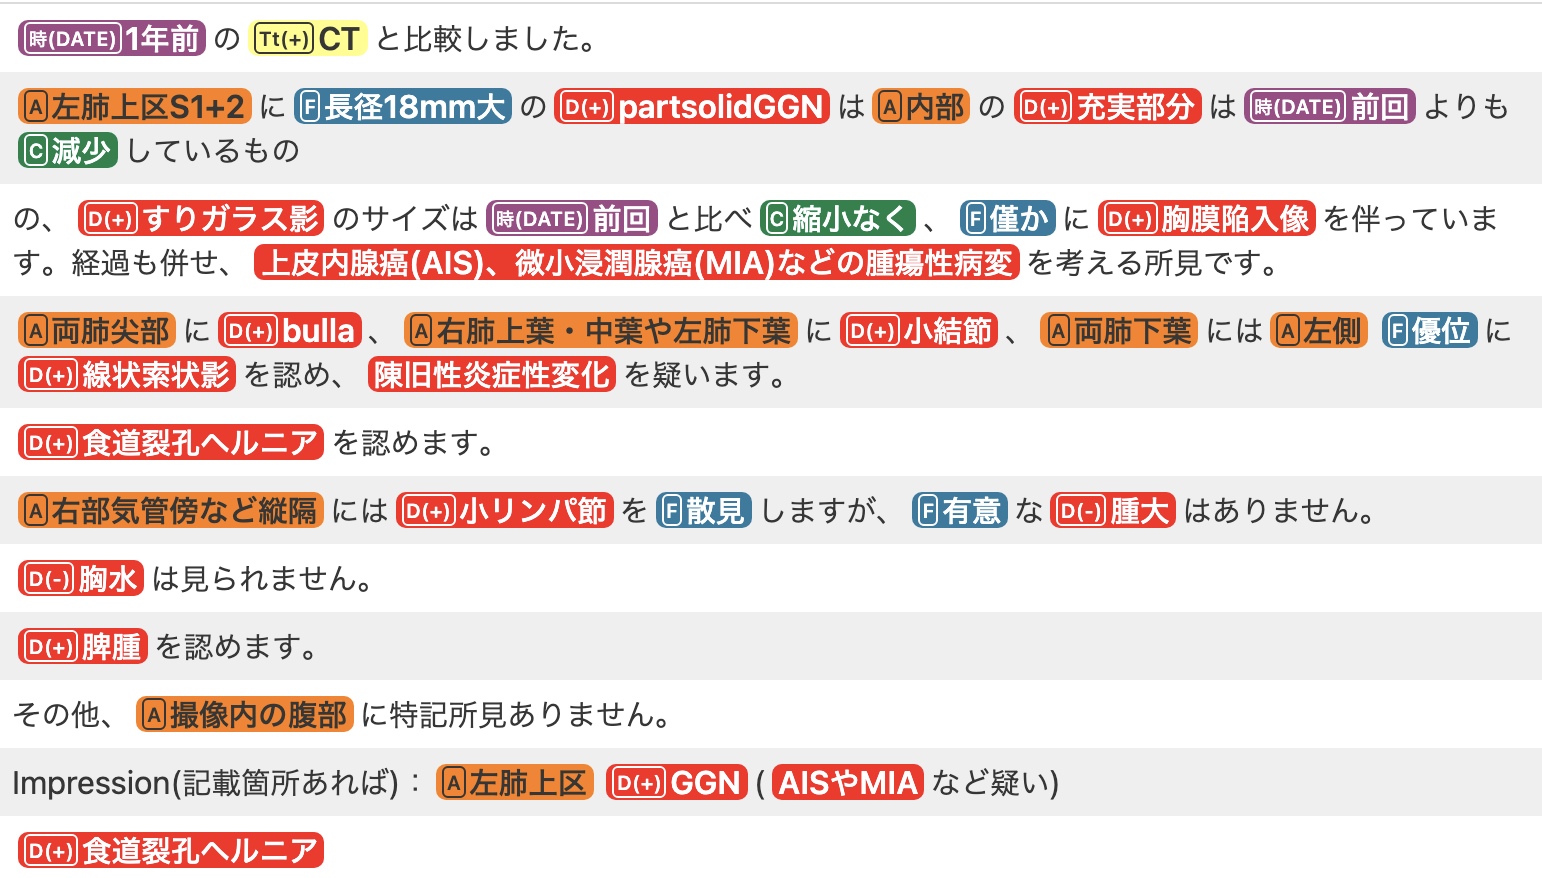 時(DATE) 1年前 の Tt(+) CT と比較しました。
A 左肺上区S1+2 に F 長径18mm大 の D(+) partsolidGGN は A 内部 の D(+) 充実部分 は 時(DATE) 前回 よりも
C 減少 しているもの
の、 D(+) すりガラス影 のサイズは 時(DATE) 前回 と比べ C 縮小なく 、 F 僅か に D(+) 胸膜陥入像 を伴っていま
す。経過も併せ、 上皮内腺癌(AIS)、微小浸潤腺癌(MIA)などの腫瘍性病変 を考える所見です。
A 両肺尖部 に D(+) bulla 、 A 右肺上葉・中葉や左肺下葉 に D(+) 小結節 、 A 両肺下葉 には A 左側 F 優位 に
D(+) 線状索状影 を認め、 陳旧性炎症性変化 を疑います。
D(+) 食道裂孔ヘルニア を認めます。
A 右部気管傍など縦隔 には D(+) 小リンパ節 を F 散見 しますが、 F 有意 な D(-) 腫大 はありません。
D(-) 胸水 は見られません。
D(+) 脾腫 を認めます。
その他、 A 撮像内の腹部 に特記所見ありません。
Impression(記載箇所あれば)： A 左肺上区 D(+) GGN ( AISやMIA など疑い)
D(+) 食道裂孔ヘルニア